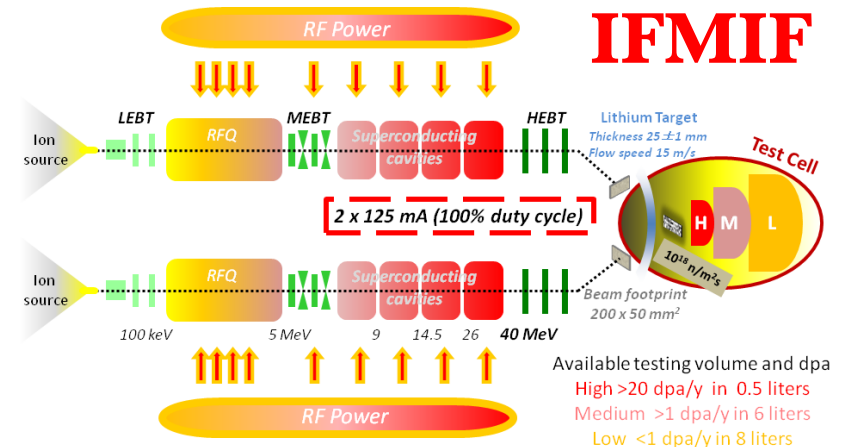 RF Power
IFMIF
LEBT
MEBT
HEBT
Ion
source
RFQ
Superconducting
cavities
Lithium Target
Thickness 25±1 mm
Flow speed 15 m/s
Test Cell
2 x 125 mA (100% duty cycle)
H M L
10¹⁸ n/m²s
Ion
source
RFQ
Superconducting
cavities
Beam footprint
200 x 50 mm²
100 keV 5 MeV 9 14.5 26 40 MeV
Available testing volume and dpa
High >20 dpa/y in 0.5 liters
Medium >1 dpa/y in 6 liters
Low <1 dpa/y in 8 liters
RF Power